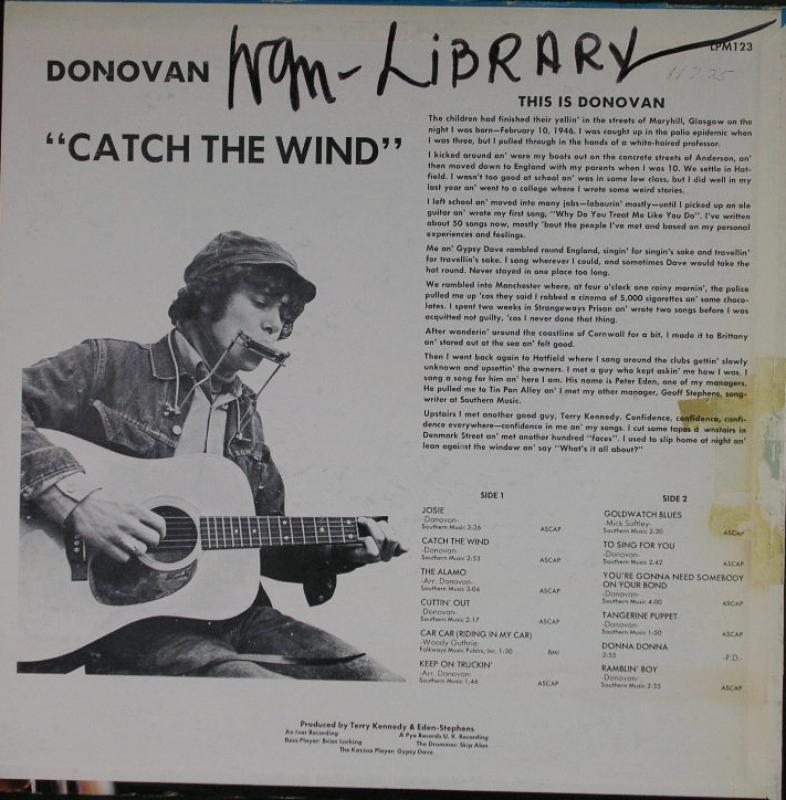 DONOVAN wgm-LIBRARY LPM123
"CATCH THE WIND"
THIS IS DONOVAN
The children had finished their yellin' in the streets of Maryhill, Glasgow on the
night I was born—February 10, 1946. I was caught up in the polio epidemic when
I was three, but I pulled through in the hands of a white-haired professor.
I kicked around an' wore my boots out on the concrete streets of Anderson, an'
then moved down to England with my parents when I was 10. We settle in Hat-
field. I wasn't too good at school an' was in some low class, but I did well in my
last year an' went to a college where I wrote some weird stories.
I left school an' moved into many jobs—labourin' mostly—until I picked up an ole
guitar an' wrote my first song, "Why Do You Treat Me Like You Do". I've written
about 50 songs now, mostly 'bout the people I've met and based on my personal
experiences and feelings.
Me an' Gypsy Dave rambled round England, singin' for singin's sake and travellin'
for travellin's sake. I sang wherever I could, and sometimes Dave would take the
hat round. Never stayed in one place too long.
We rambled into Manchester where, at four o'clock one rainy mornin', the police
pulled me up 'cos they said I robbed a cinema of 5,000 cigarettes an' some choco-
lates. I spent two weeks in Strangeways Prison an' wrote two songs before I was
acquitted not guilty, 'cos I never done that thing.
After wanderin' around the coastline of Cornwall for a bit, I made it to Brittany
an' stared out at the sea an' felt good.
Then I went back again to Hatfield where I sang around the clubs gettin' slowly
unknown and upsettin' the owners. I met a guy who kept askin' me how I was. I
sang a song for him an' here I am. His name is Peter Eden, one of my managers.
He pulled me to Tin Pan Alley an' I met my other manager, Geoff Stephens, song-
writer at Southern Music.
Upstairs I met another good guy, Terry Kennedy. Confidence, confidence, confi-
dence everywhere—confidence in me an' my songs. I cut some tapes d wnstairs in
Denmark Street an' met another hundred "faces". I used to slip home at night an'
lean against the window an' say "What's it all about?"
SIDE 1
JOSIE
-Donovan-
Southern Music 3:26 ASCAP
CATCH THE WIND
-Donovan-
Southern Music 2:53 ASCAP
THE ALAMO
-Arr. Donovan-
Southern Music 3:04 ASCAP
CUTTIN' OUT
-Donovan-
Southern Music 2:17 ASCAP
CAR CAR (RIDING IN MY CAR)
-Woody Guthrie-
Folkways Music Publis, Inc. 1:30 BMI
KEEP ON TRUCKIN'
-Arr. Donovan-
Southern Music 1:46 ASCAP
SIDE 2
GOLDWATCH BLUES
-Mick Softley-
Southern Music 2:30 ASCAP
TO SING FOR YOU
-Donovan-
Southern Music 2:42 ASCAP
YOU'RE GONNA NEED SOMEBODY
ON YOUR BOND
-Donovan-
Southern Music 4:00 ASCAP
TANGERINE PUPPET
-Donovan-
Southern Music 1:50 ASCAP
DONNA DONNA
2:55 -P.D.-
RAMBLIN' BOY
-Donovan-
Southern Music 2:35 ASCAP
Produced by Terry Kennedy & Eden-Stephens
An Iver Recording A Pye Records U. K. Recording
Bass Player: Brian Locking The Drummer: Skip Alan
The Kazoos Player: Gypsy Dave